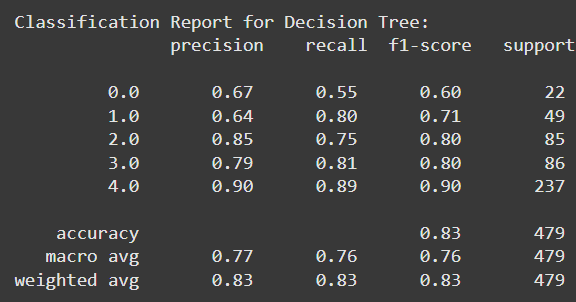 Classification Report for Decision Tree:
precision recall f1-score support
0.0 0.67 0.55 0.60 22
1.0 0.64 0.80 0.71 49
2.0 0.85 0.75 0.80 85
3.0 0.79 0.81 0.80 86
4.0 0.90 0.89 0.90 237
accuracy 0.83 479
macro avg 0.77 0.76 0.76 479
weighted avg 0.83 0.83 0.83 479